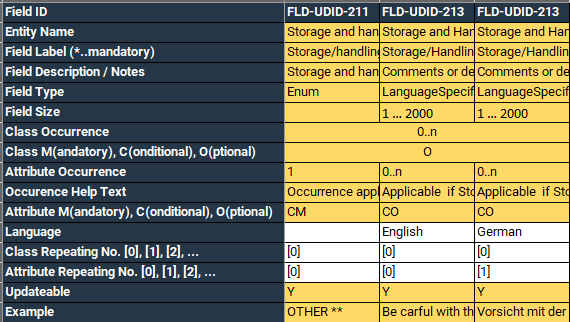 Field ID FLD-UDID-211 FLD-UDID-213 FLD-UDID-213
Entity Name Storage and han Storage and Han Storage and Han
Field Label (*..mandatory) Storage/handling Storage/Handlin Storage/Handlin
Field Description / Notes Storage and han Comments or de Comments or de
Field Type Enum LanguageSpecif LanguageSpecif
Field Size 1 ... 2000 1 ... 2000
Class Occurrence 0..n
Class M(andatory), C(onditional), O(ptional) O
Attribute Occurrence 1 0..n 0..n
Occurence Help Text Occurrence appl Applicable if Sto Applicable if Sto
Attribute M(andatory), C(onditional), O(ptional) CM CO CO
Language English German
Class Repeating No. [0], [1], [2], ... [0] [0] [0]
Attribute Repeating No. [0], [1], [2], ... [0] [0] [1]
Updateable Y Y Y
Example OTHER ** Be carful with th Vorsicht mit der